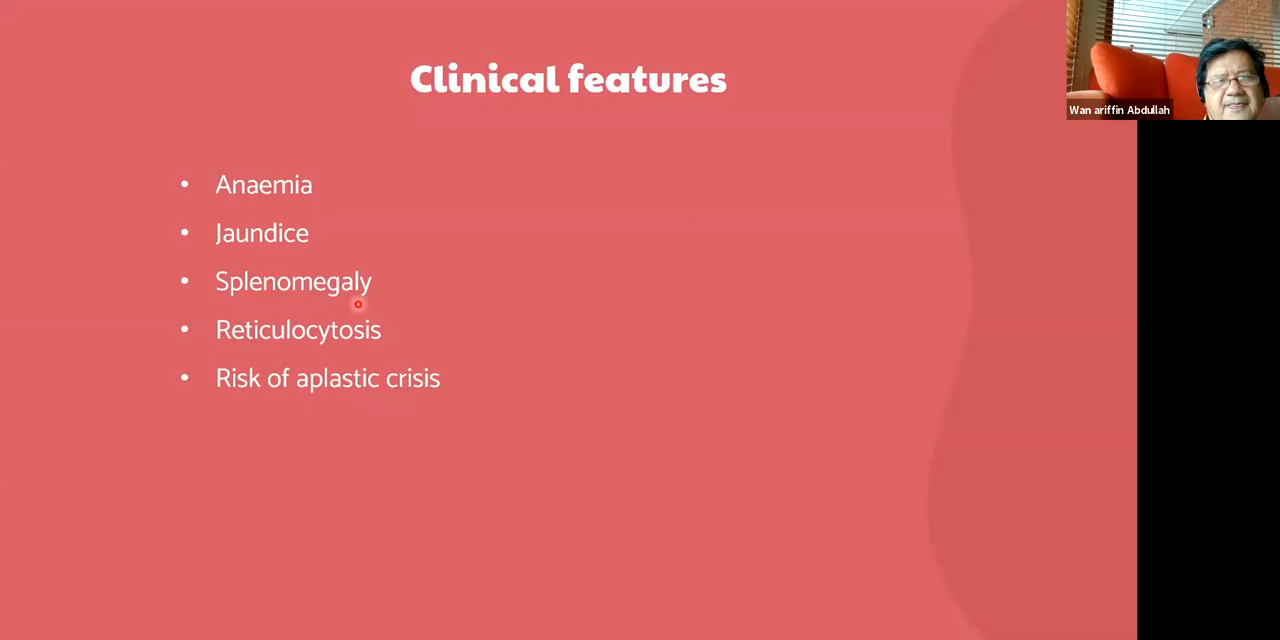 Clinical features
Wan ariffin Abdullah
• Anaemia
• Jaundice
• Splenomegaly
• Reticulocytosis
• Risk of aplastic crisis